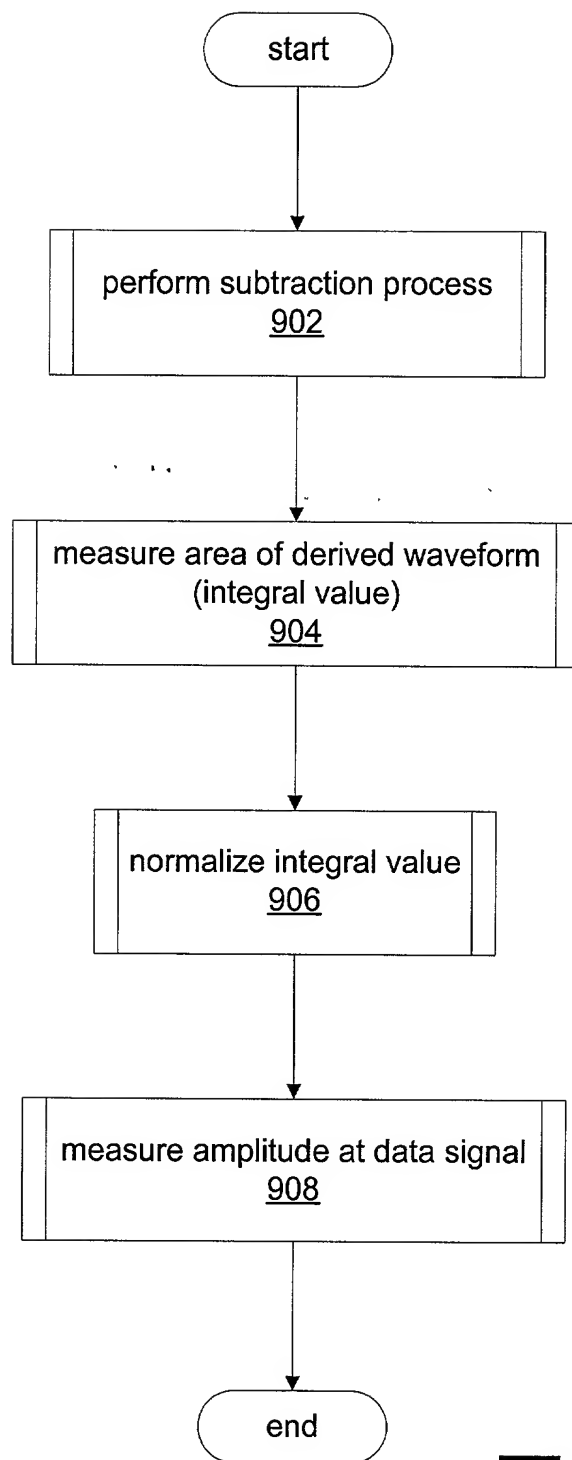 start
perform subtraction process
902
measure area of derived waveform
(integral value)
904
normalize integral value
906
measure amplitude at data signal
908
end